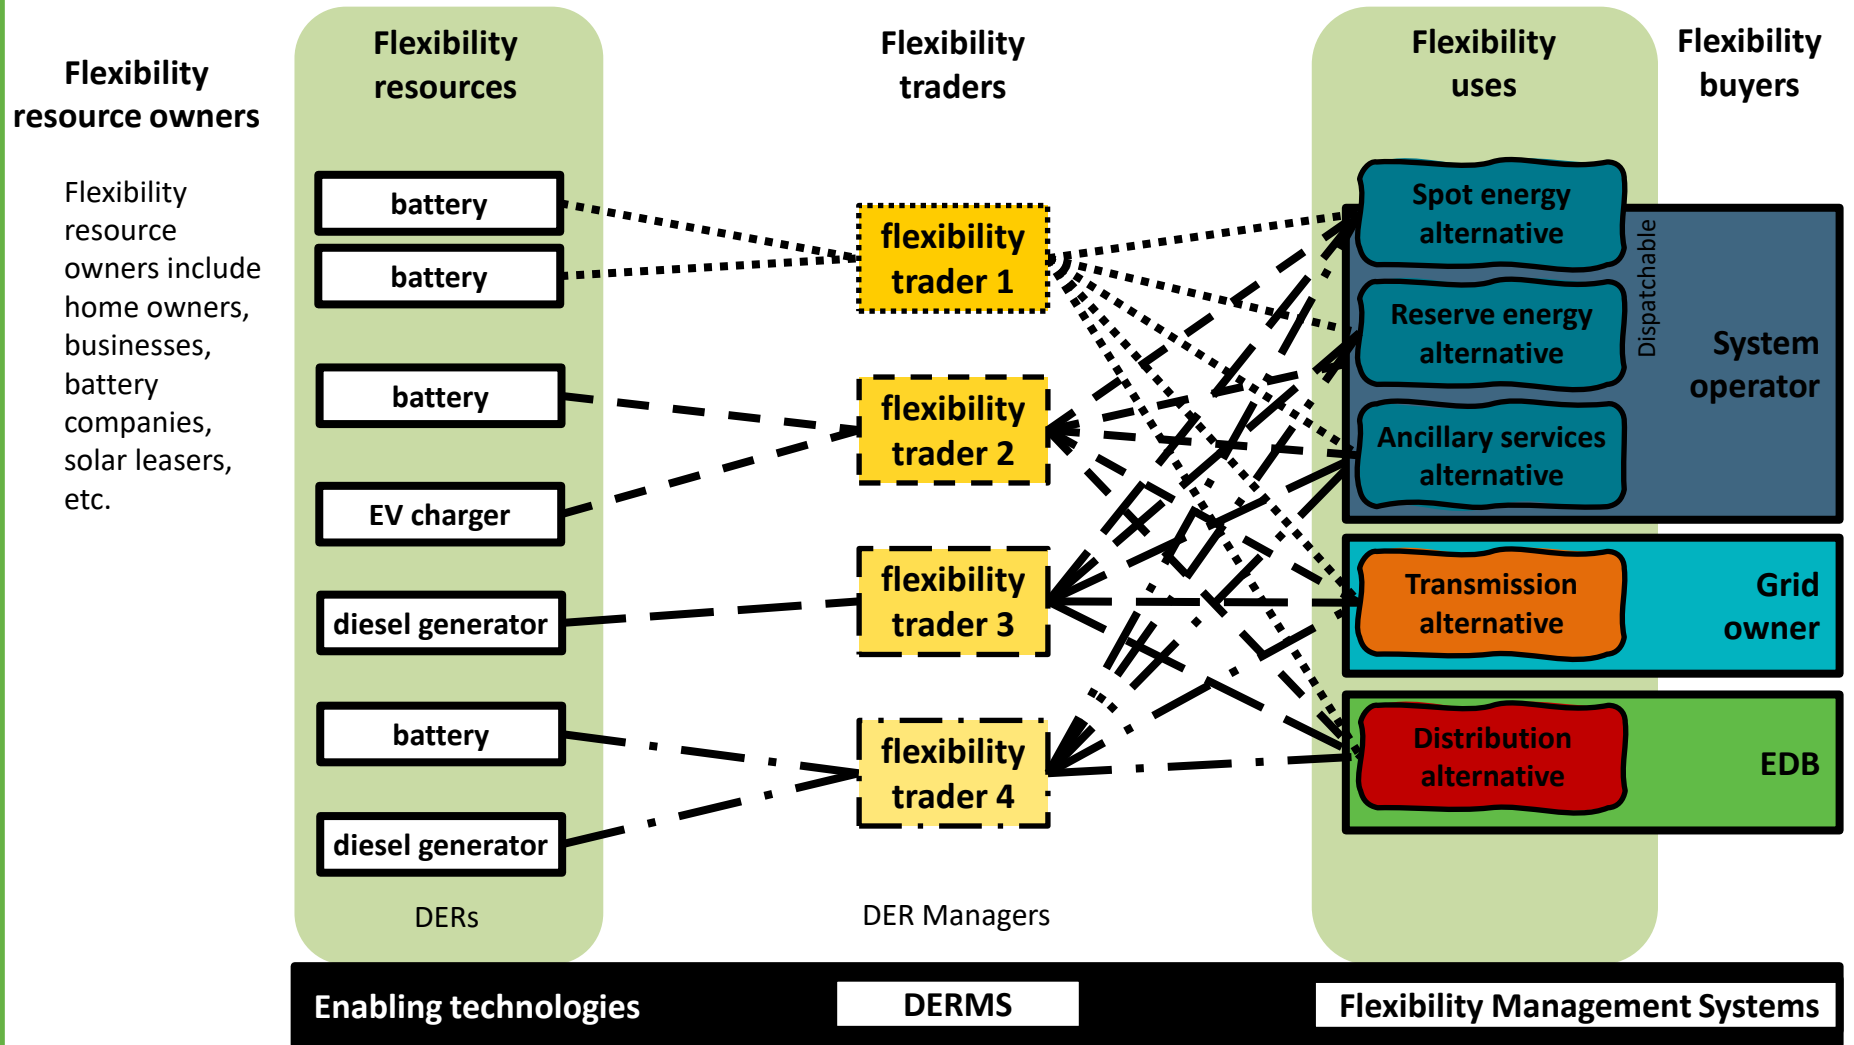 Flexibility
resource owners
Flexibility
resource
owners include
home owners,
businesses,
battery
companies,
solar leasers,
etc.
Flexibility
resources
battery
battery
battery
EV charger
diesel generator
battery
diesel generator
DERs
Flexibility
traders
flexibility
trader 1
flexibility
trader 2
flexibility
trader 3
flexibility
trader 4
DER Managers
Flexibility
uses
Spot energy
alternative
Reserve energy
alternative
Ancillary services
alternative
Dispatchable
Transmission
alternative
Distribution
alternative
Flexibility
buyers
System
operator
Grid
owner
EDB
Enabling technologies
DERMS
Flexibility Management Systems